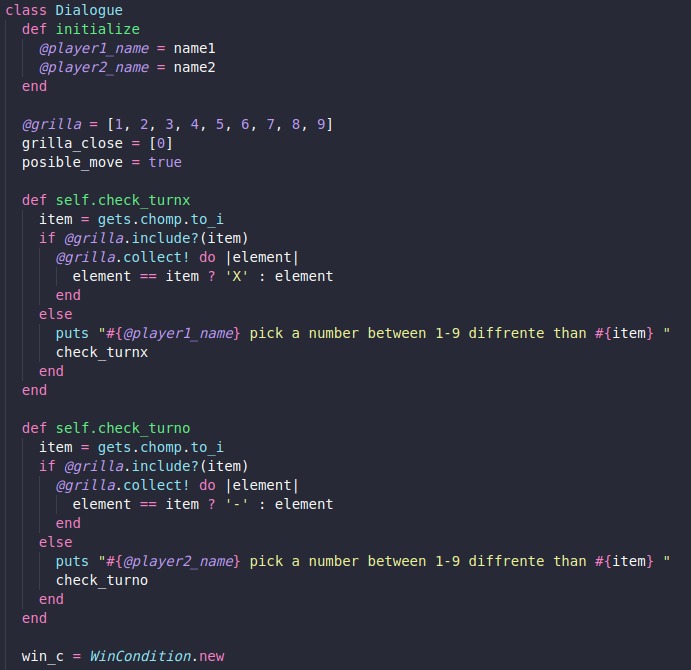 class Dialogue
  def initialize
    @player1_name = name1
    @player2_name = name2
  end

  @grilla = [1, 2, 3, 4, 5, 6, 7, 8, 9]
  grilla_close = [0]
  posible_move = true

  def self.check_turnx
    item = gets.chomp.to_i
    if @grilla.include?(item)
      @grilla.collect! do |element|
        element == item ? 'X' : element
      end
    else
      puts "#{@player1_name} pick a number between 1-9 diffrente than #{item} "
      check_turnx
    end
  end

  def self.check_turno
    item = gets.chomp.to_i
    if @grilla.include?(item)
      @grilla.collect! do |element|
        element == item ? '-' : element
      end
    else
      puts "#{@player2_name} pick a number between 1-9 diffrente than #{item} "
      check_turno
    end
  end

  win_c = WinCondition.new